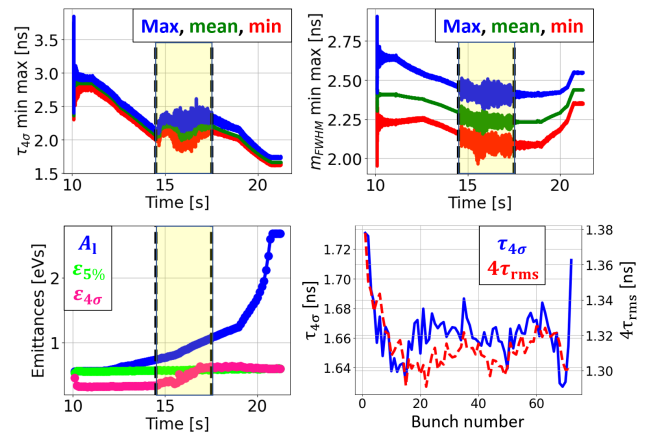 Max, mean, min
τ4σ min max [ns]
3.5
3.0
2.5
2.0
1.5
10
15
20
Time [s]
Max, mean, min
mFWHM min max [ns]
2.75
2.50
2.25
2.00
10
15
20
Time [s]
Al
ε5%
ε4σ
Emittances [eVs]
2
1
10
15
20
Time [s]
τ4σ
4τrms
τ4σ [ns]
1.72
1.70
1.68
1.66
1.64
1.38
1.36
1.34
1.32
1.30
4τrms [ns]
0
20
40
60
Bunch number